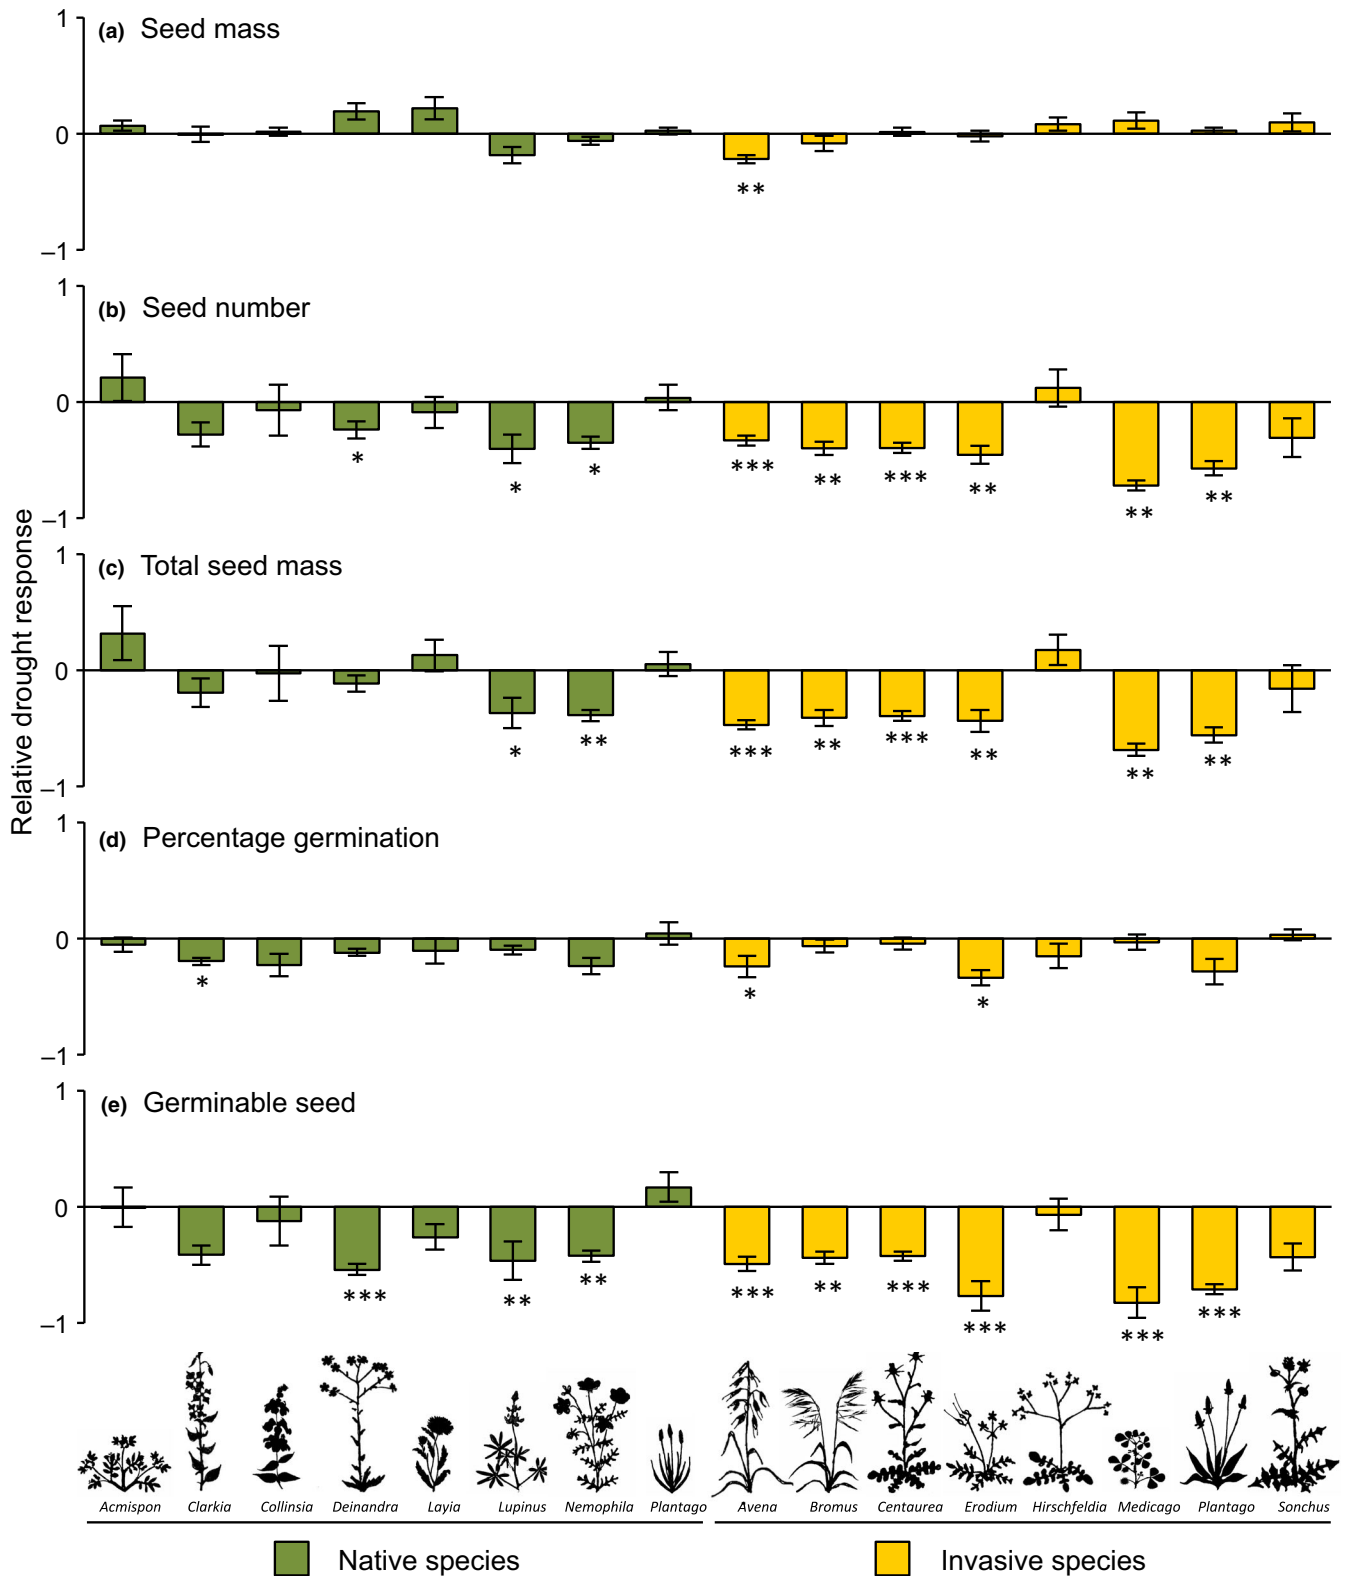 1
(a) Seed mass
0
**
–1
1
(b) Seed number
0
* * * *** ** *** ** ** **
–1
1
(c) Total seed mass
0
* ** *** ** *** ** ** **
–1
1
(d) Percentage germination
0
* * *
–1
1
(e) Germinable seed
0
*** ** ** *** ** *** *** *** ***
–1
Relative drought response
Acmispon Clarkia Collinsia Deinandra Layia Lupinus Nemophila Plantago Avena Bromus Centaurea Erodium Hirschfeldia Medicago Plantago Sonchus
Native species Invasive species